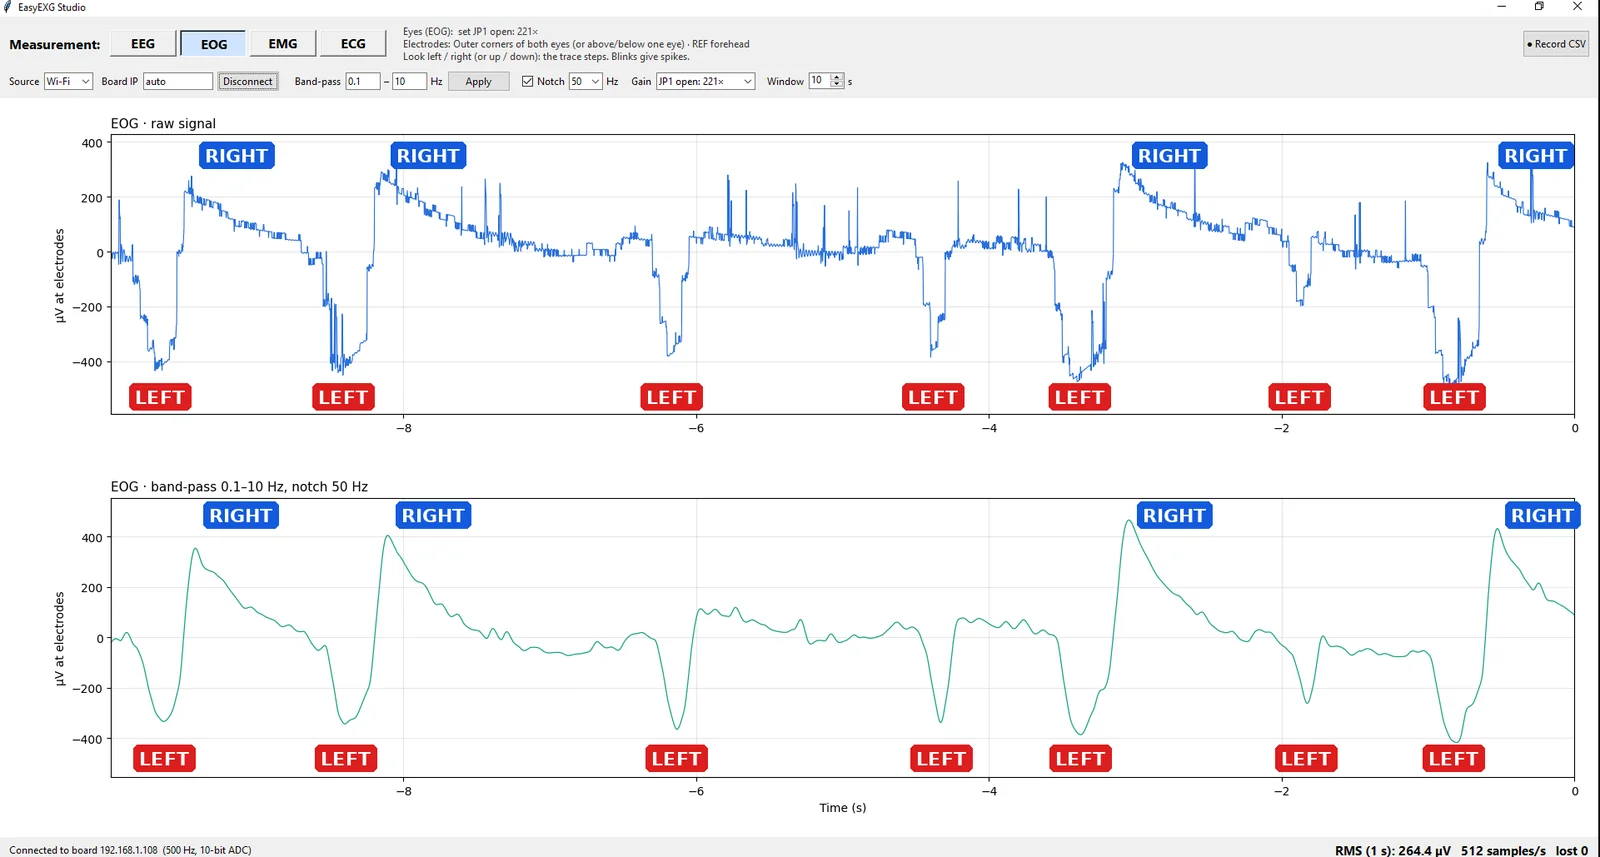 EasyEXG Studio
Measurement: EEG EOG EMG ECG
Eyes (EOG): set JP1 open: 221×
Electrodes: Outer corners of both eyes (or above/below one eye) · REF forehead
Look left / right (or up / down): the trace steps. Blinks give spikes.
● Record CSV
Source Wi-Fi Board IP auto Disconnect Band-pass 0.1 – 10 Hz Apply Notch 50 Hz Gain JP1 open: 221× Window 10 s
EOG · raw signal
µV at electrodes
400
200
0
−200
−400
RIGHT RIGHT RIGHT RIGHT
LEFT LEFT LEFT LEFT LEFT LEFT LEFT
−8 −6 −4 −2 0
EOG · band-pass 0.1–10 Hz, notch 50 Hz
µV at electrodes
400
200
0
−200
−400
RIGHT RIGHT RIGHT RIGHT
LEFT LEFT LEFT LEFT LEFT LEFT LEFT
−8 −6 −4 −2 0
Time (s)
Connected to board 192.168.1.108 (500 Hz, 10-bit ADC)
RMS (1 s): 264.4 µV 512 samples/s lost 0